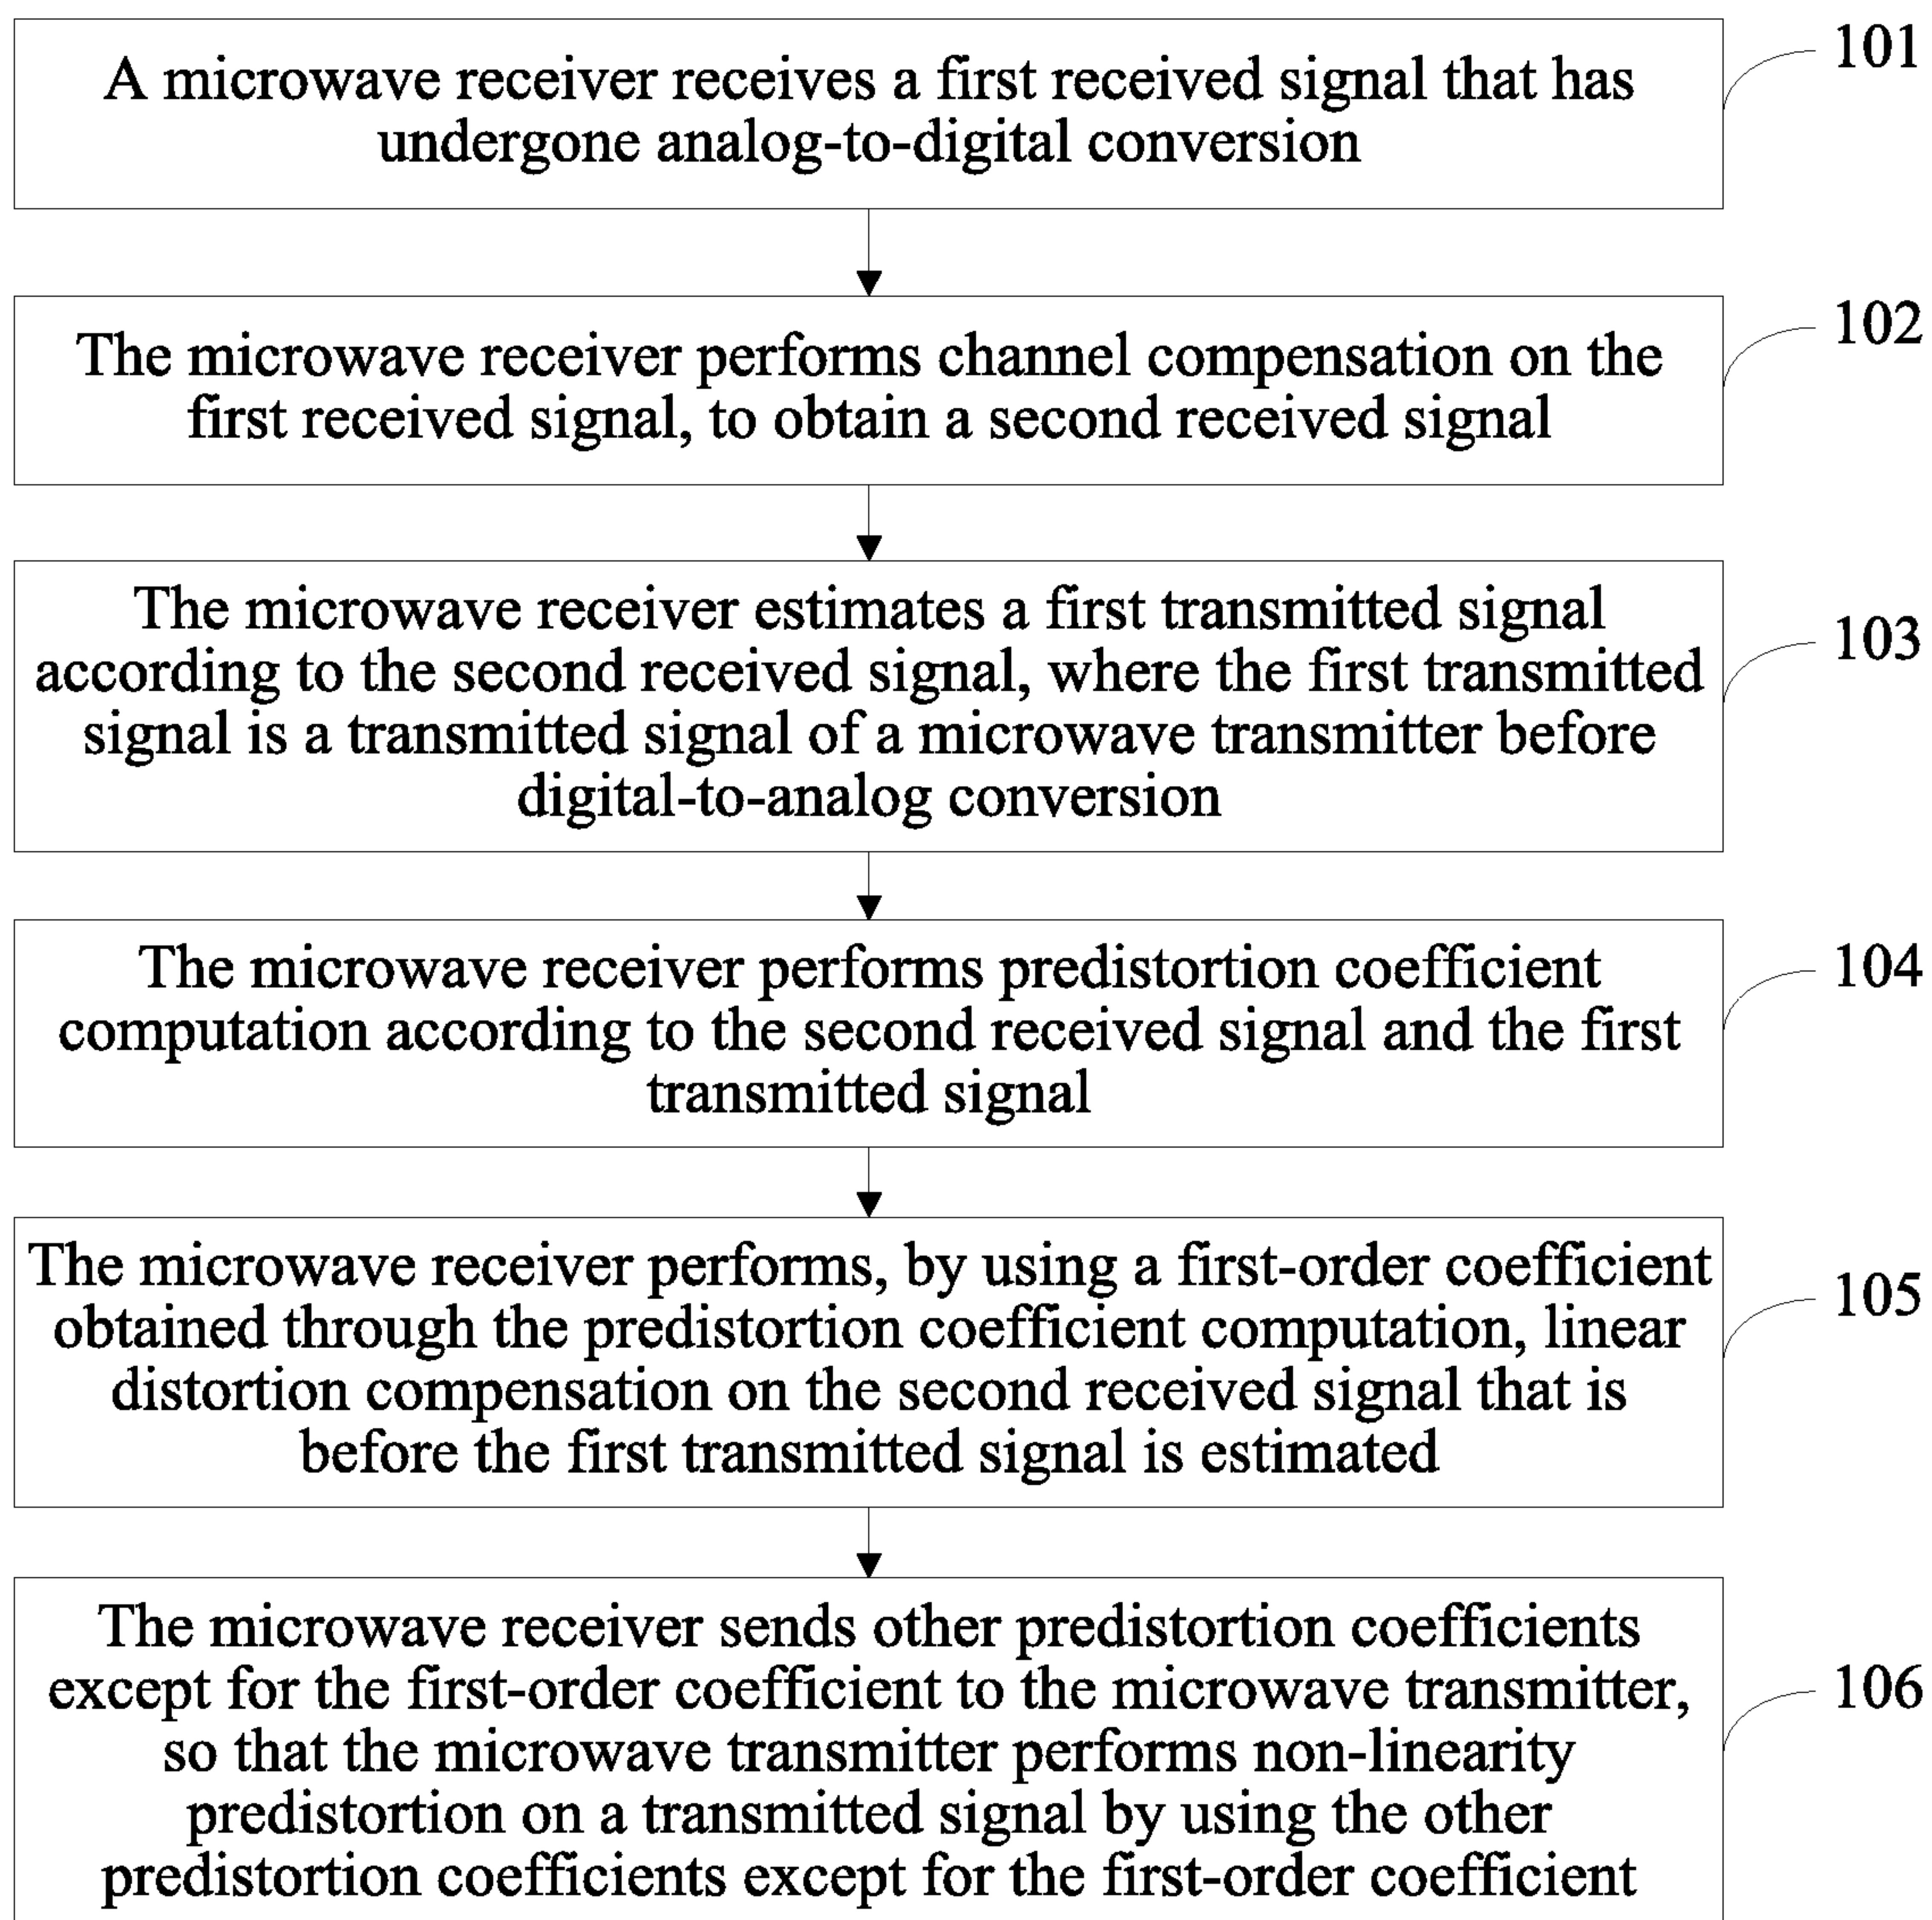 A microwave receiver receives a first received signal that has
undergone analog-to-digital conversion
101
The microwave receiver performs channel compensation on the
first received signal, to obtain a second received signal
102
The microwave receiver estimates a first transmitted signal
according to the second received signal, where the first transmitted
signal is a transmitted signal of a microwave transmitter before
digital-to-analog conversion
103
The microwave receiver performs predistortion coefficient
computation according to the second received signal and the first
transmitted signal
104
The microwave receiver performs, by using a first-order coefficient
obtained through the predistortion coefficient computation, linear
distortion compensation on the second received signal that is
before the first transmitted signal is estimated
105
The microwave receiver sends other predistortion coefficients
except for the first-order coefficient to the microwave transmitter,
so that the microwave transmitter performs non-linearity
predistortion on a transmitted signal by using the other
predistortion coefficients except for the first-order coefficient
106